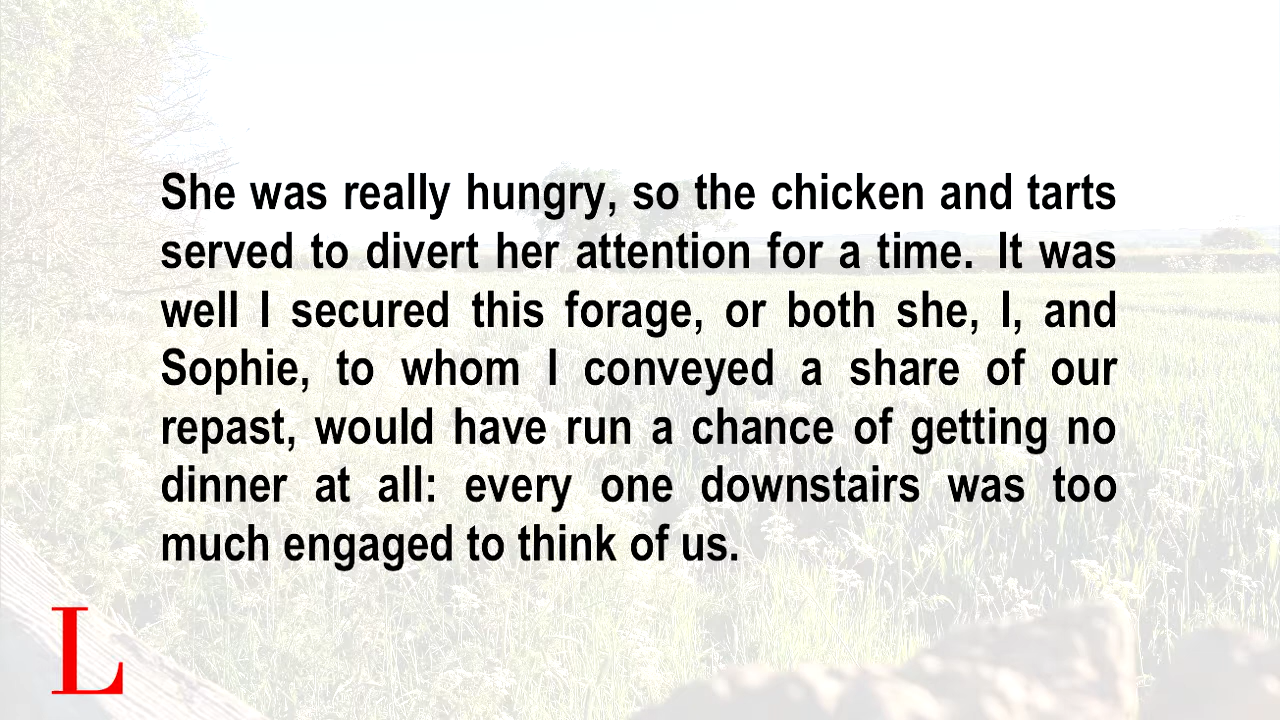 She was really hungry, so the chicken and tarts
served to divert her attention for a time. It was
well I secured this forage, or both she, I, and
Sophie, to whom I conveyed a share of our
repast, would have run a chance of getting no
dinner at all: every one downstairs was too
much engaged to think of us.
L